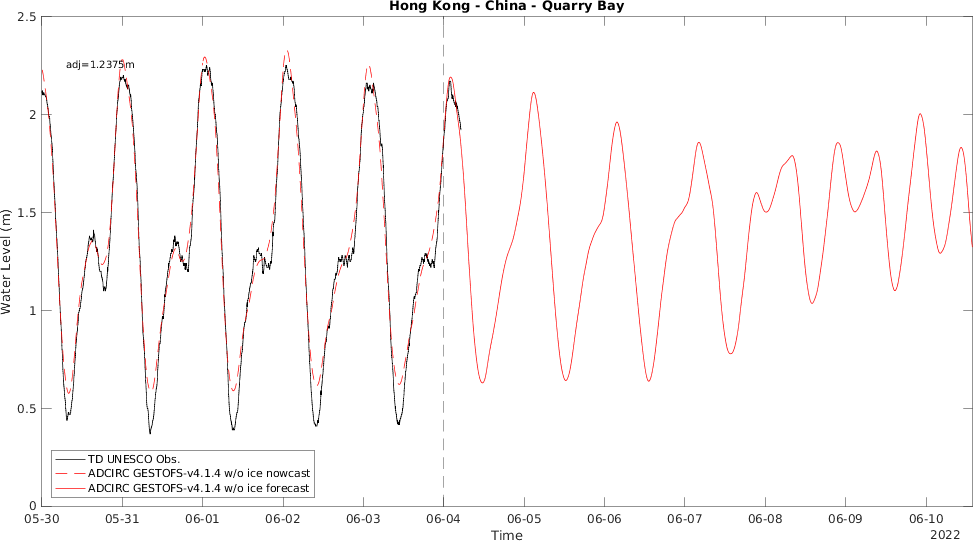 Hong Kong - China - Quarry Bay
2.5
adj=1.2375m
2
1.5
1
0.5
0
Water Level (m)
TD UNESCO Obs.
ADCIRC GESTOFS-v4.1.4 w/o ice nowcast
ADCIRC GESTOFS-v4.1.4 w/o ice forecast
05-30 05-31 06-01 06-02 06-03 06-04 06-05 06-06 06-07 06-08 06-09 06-10
Time
2022